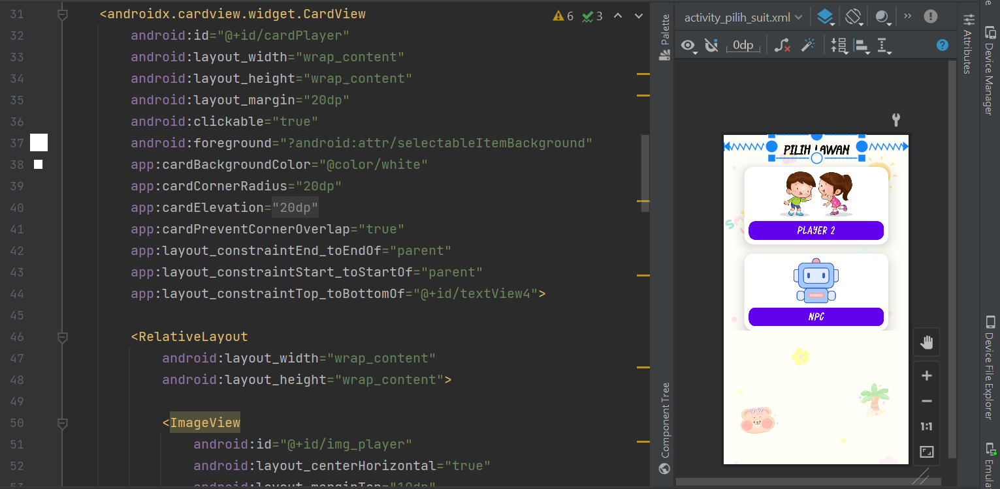 31 <androidx.cardview.widget.CardView
32 android:id="@+id/cardPlayer"
33 android:layout_width="wrap_content"
34 android:layout_height="wrap_content"
35 android:layout_margin="20dp"
36 android:clickable="true"
37 android:foreground="?android:attr/selectableItemBackground"
38 app:cardBackgroundColor="@color/white"
39 app:cardCornerRadius="20dp"
40 app:cardElevation="20dp"
41 app:cardPreventCornerOverlap="true"
42 app:layout_constraintEnd_toEndOf="parent"
43 app:layout_constraintStart_toStartOf="parent"
44 app:layout_constraintTop_toBottomOf="@+id/textView4">
45
46 <RelativeLayout
47 android:layout_width="wrap_content"
48 android:layout_height="wrap_content">
49
50 <ImageView
51 android:id="@+id/img_player"
52 android:layout_centerHorizontal="true"
53 android:layout_marginTop="10dp"
6 3
Palette
Component Tree
activity_pilih_suit.xml
0dp
PILIH LAWAN
PLAYER 2
NPC
1:1
Attributes
Device Manager
Device File Explorer
Emula